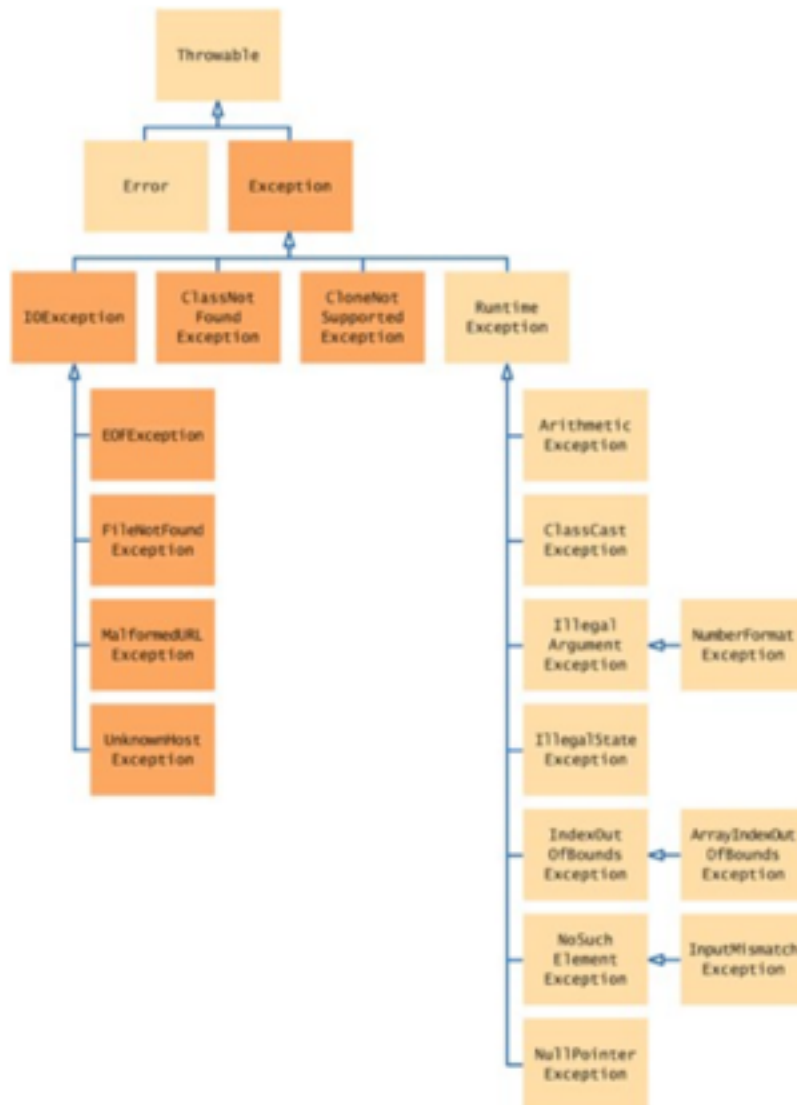 Throwable
Error
Exception
IOException
ClassNot
Found
Exception
CloneNot
Supported
Exception
Runtime
Exception
EOFException
FileNotFound
Exception
MalformedURL
Exception
UnknownHost
Exception
Arithmetic
Exception
ClassCast
Exception
Illegal
Argument
Exception
NumberFormat
Exception
IllegalState
Exception
IndexOut
OfBounds
Exception
ArrayIndexOut
OfBounds
Exception
NoSuch
Element
Exception
InputMismatch
Exception
NullPointer
Exception